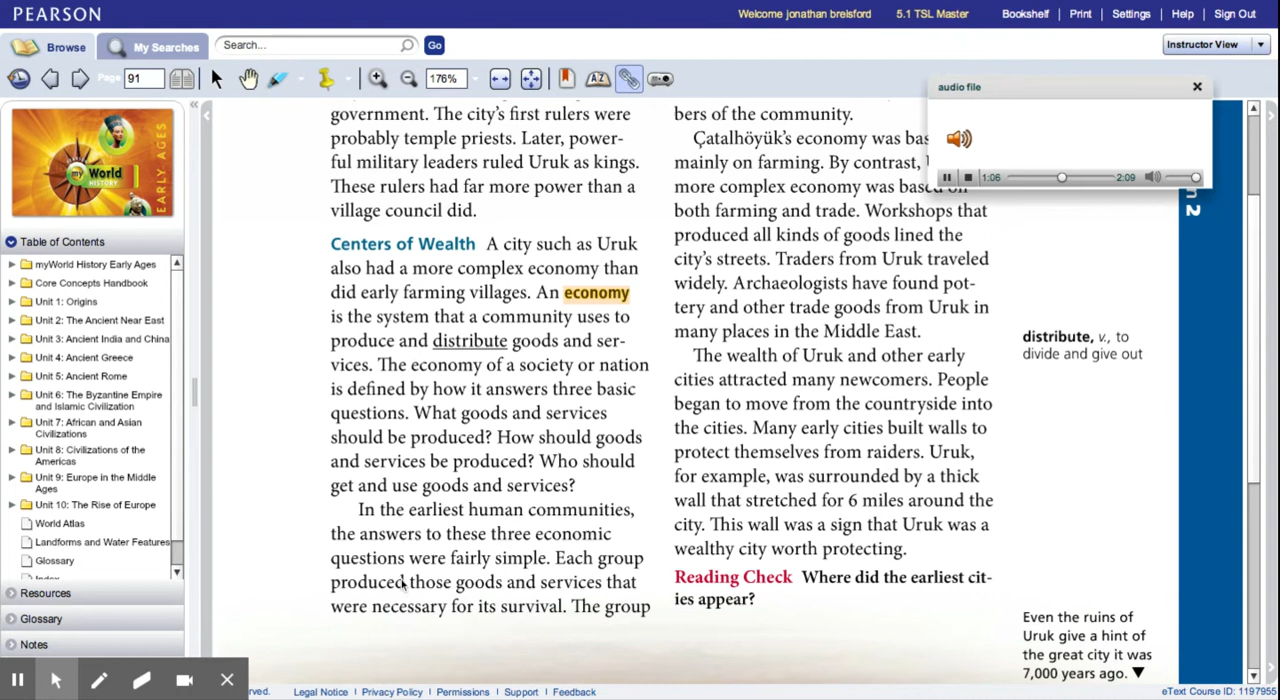 PEARSON
Welcome jonathan brelsford 5.1 TSL Master Bookshelf | Print | Settings | Help | Sign Out
Browse My Searches Search... Go Instructor View
Page 91 176%
audio file
1:06 2:09
myWorld
HISTORY
EARLY AGES
Table of Contents
myWorld History Early Ages
Core Concepts Handbook
Unit 1: Origins
Unit 2: The Ancient Near East
Unit 3: Ancient India and China
Unit 4: Ancient Greece
Unit 5: Ancient Rome
Unit 6: The Byzantine Empire
and Islamic Civilization
Unit 7: African and Asian
Civilizations
Unit 8: Civilizations of the
Americas
Unit 9: Europe in the Middle
Ages
Unit 10: The Rise of Europe
World Atlas
Landforms and Water Features
Glossary
Index
Resources
Glossary
Notes
government. The city's first rulers were
probably temple priests. Later, power-
ful military leaders ruled Uruk as kings.
These rulers had far more power than a
village council did.
Centers of Wealth A city such as Uruk
also had a more complex economy than
did early farming villages. An economy
is the system that a community uses to
produce and distribute goods and ser-
vices. The economy of a society or nation
is defined by how it answers three basic
questions. What goods and services
should be produced? How should goods
and services be produced? Who should
get and use goods and services?
In the earliest human communities,
the answers to these three economic
questions were fairly simple. Each group
produced those goods and services that
were necessary for its survival. The group
bers of the community.
Çatalhöyük's economy was bas
mainly on farming. By contrast,
more complex economy was based on
both farming and trade. Workshops that
produced all kinds of goods lined the
city's streets. Traders from Uruk traveled
widely. Archaeologists have found pot-
tery and other trade goods from Uruk in
many places in the Middle East.
The wealth of Uruk and other early
cities attracted many newcomers. People
began to move from the countryside into
the cities. Many early cities built walls to
protect themselves from raiders. Uruk,
for example, was surrounded by a thick
wall that stretched for 6 miles around the
city. This wall was a sign that Uruk was a
wealthy city worth protecting.
Reading Check Where did the earliest cit-
ies appear?
distribute, v., to
divide and give out
Even the ruins of
Uruk give a hint of
the great city it was
7,000 years ago. ▼
n 2
rved. Legal Notice | Privacy Policy | Permissions | Support | Feedback eText Course ID: 1197955